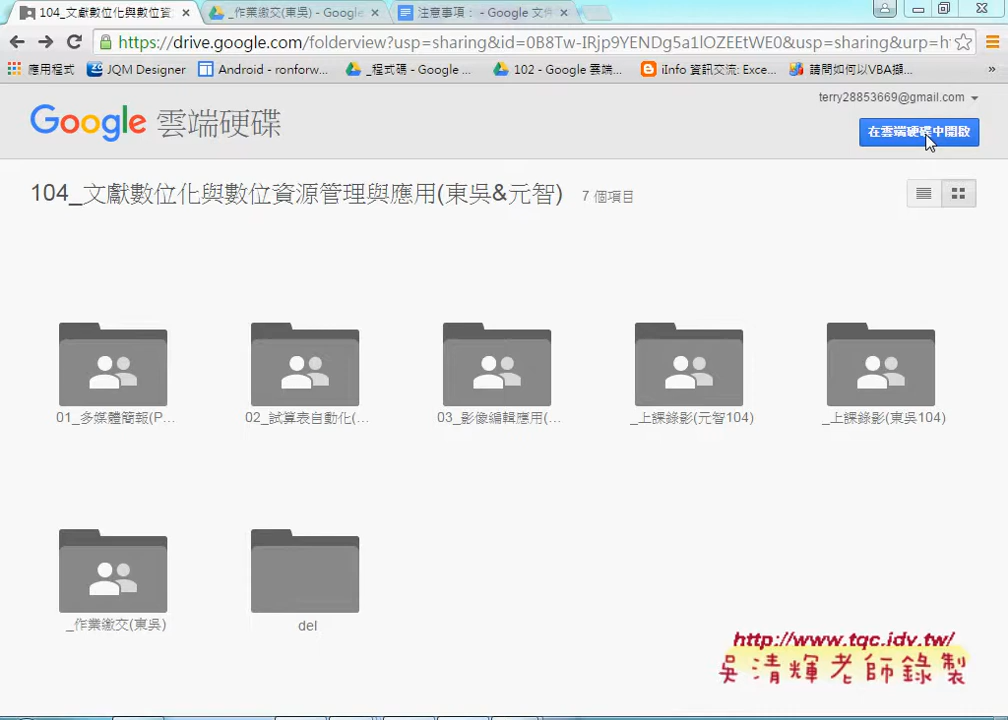 104_文獻數位化與數位資
_作業繳交(東吳) - Google
注意事項： - Google 文件
https://drive.google.com/folderview?usp=sharing&id=0B8Tw-IRjp9YENDg5a1lOZEEtWE0&usp=sharing&urp=h
應用程式
JQM Designer
Android - ronforw...
_程式碼 - Google ...
102 - Google 雲端...
iInfo 資訊交流: Exce...
請問如何以VBA擷...
»
terry28853669@gmail.com
Google 雲端硬碟
在雲端硬碟中開啟
104_文獻數位化與數位資源管理與應用(東吳&元智) 7 個項目
01_多媒體簡報(P...
02_試算表自動化(...
03_影像編輯應用(...
_上課錄影(元智104)
_上課錄影(東吳104)
_作業繳交(東吳)
del
http://www.tqc.idv.tw/
吳清輝老師錄製